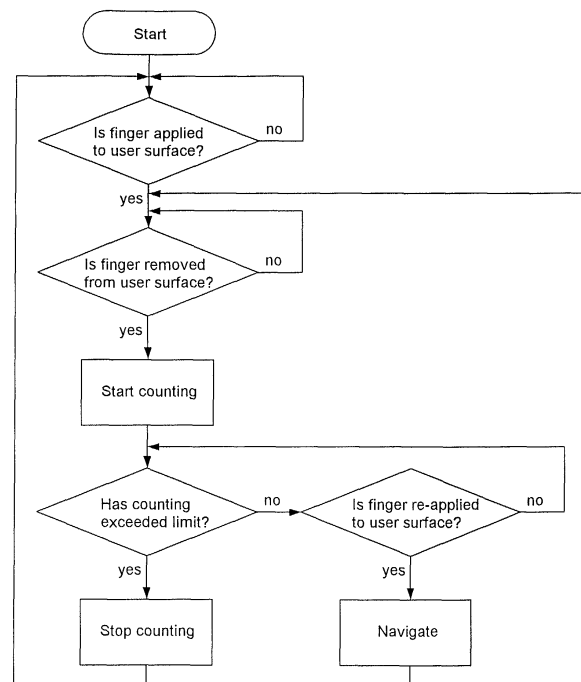 Start
no
Is finger applied
to user surface?
yes
no
Is finger removed
from user surface?
yes
Start counting
Has counting
exceeded limit?
no
Is finger re-applied
to user surface?
no
yes
yes
Stop counting
Navigate